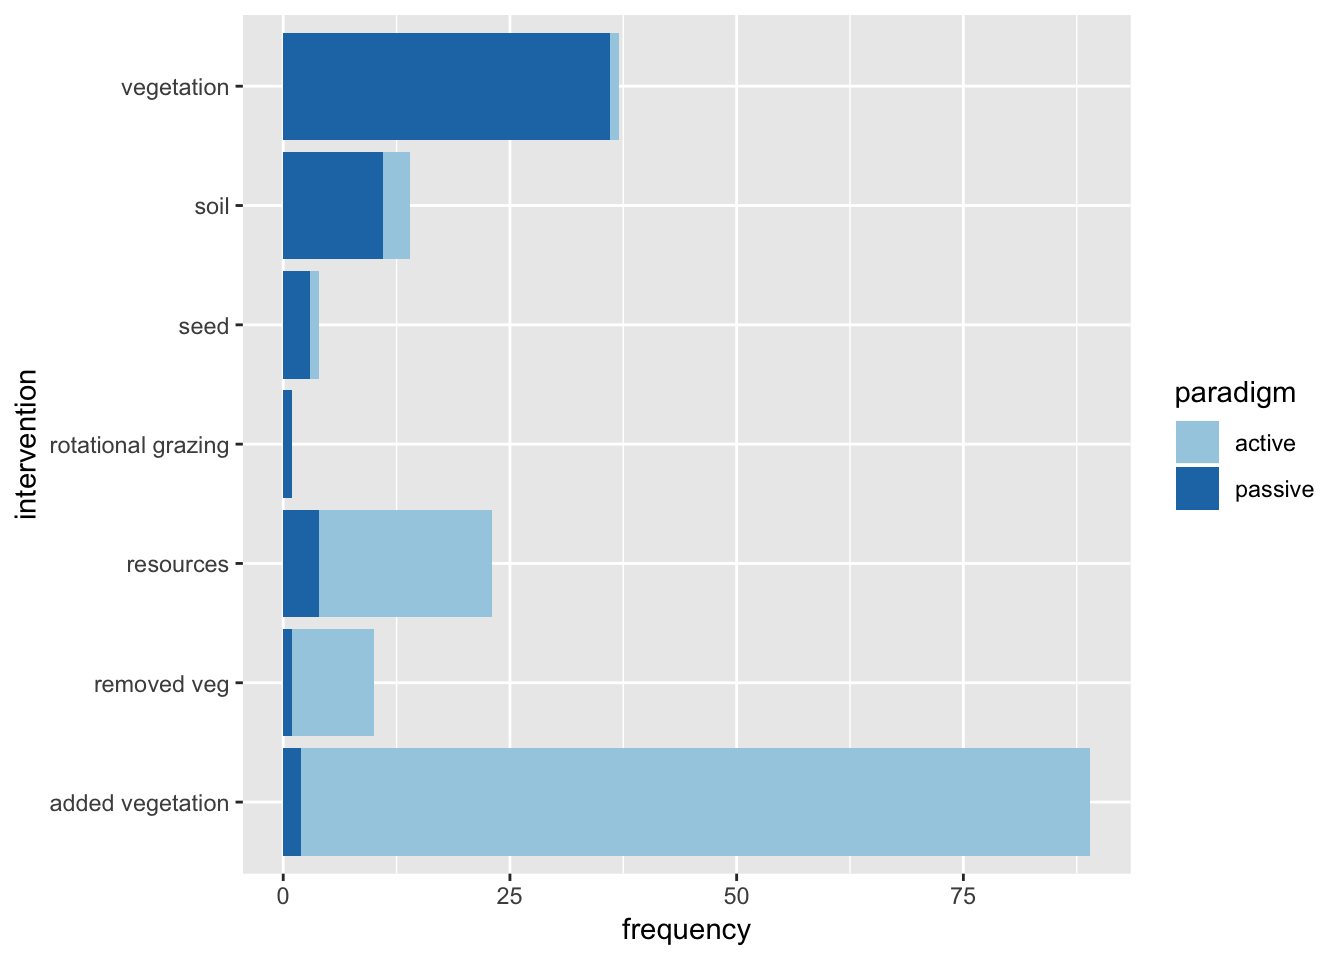 vegetation
soil
seed
rotational grazing
resources
removed veg
added vegetation
intervention
0 25 50 75
frequency
paradigm
active
passive